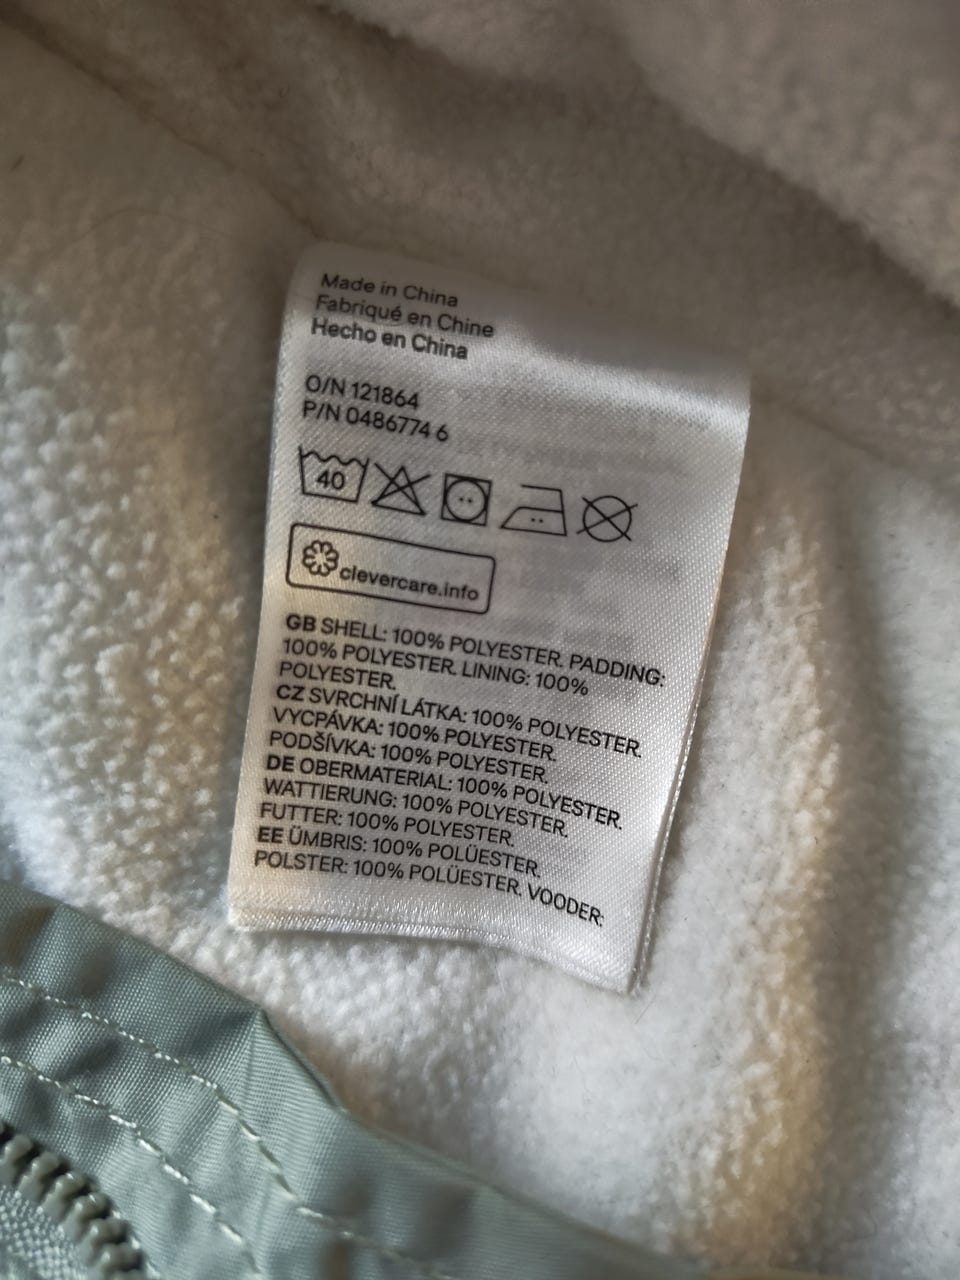 Made in China
Fabriqué en Chine
Hecho en China
O/N 121864
P/N 0486774 6
40
clevercare.info
GB SHELL: 100% POLYESTER. PADDING:
100% POLYESTER. LINING: 100%
POLYESTER.
CZ SVRCHNÍ LÁTKA: 100% POLYESTER.
VYCPÁVKA: 100% POLYESTER.
PODŠÍVKA: 100% POLYESTER.
DE OBERMATERIAL: 100% POLYESTER.
WATTIERUNG: 100% POLYESTER.
FUTTER: 100% POLYESTER.
EE ÜMBRIS: 100% POLÜESTER.
POLSTER: 100% POLÜESTER. VOODER: